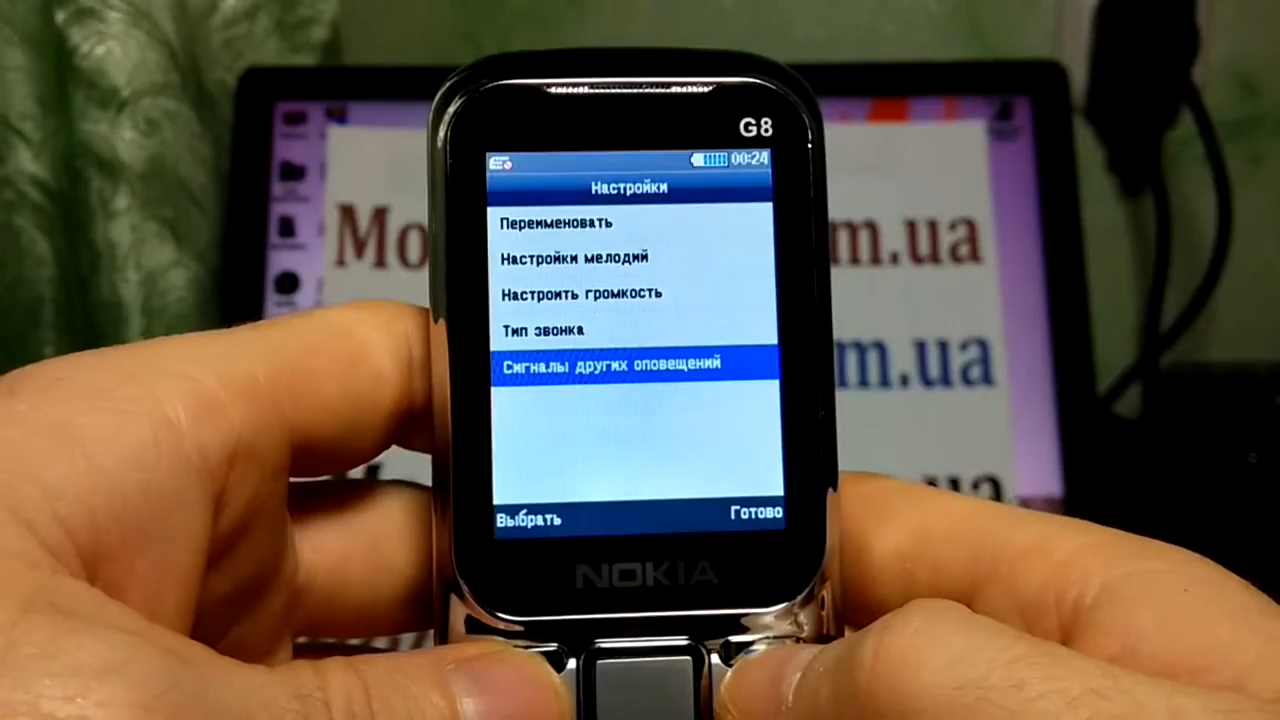 G8
00:24
Настройки
Переименовать
Настройки мелодий
Настроить громкость
Тип звонка
Сигналы других оповещений
Выбрать Готово
NOKIA
Mo m.ua
m.ua